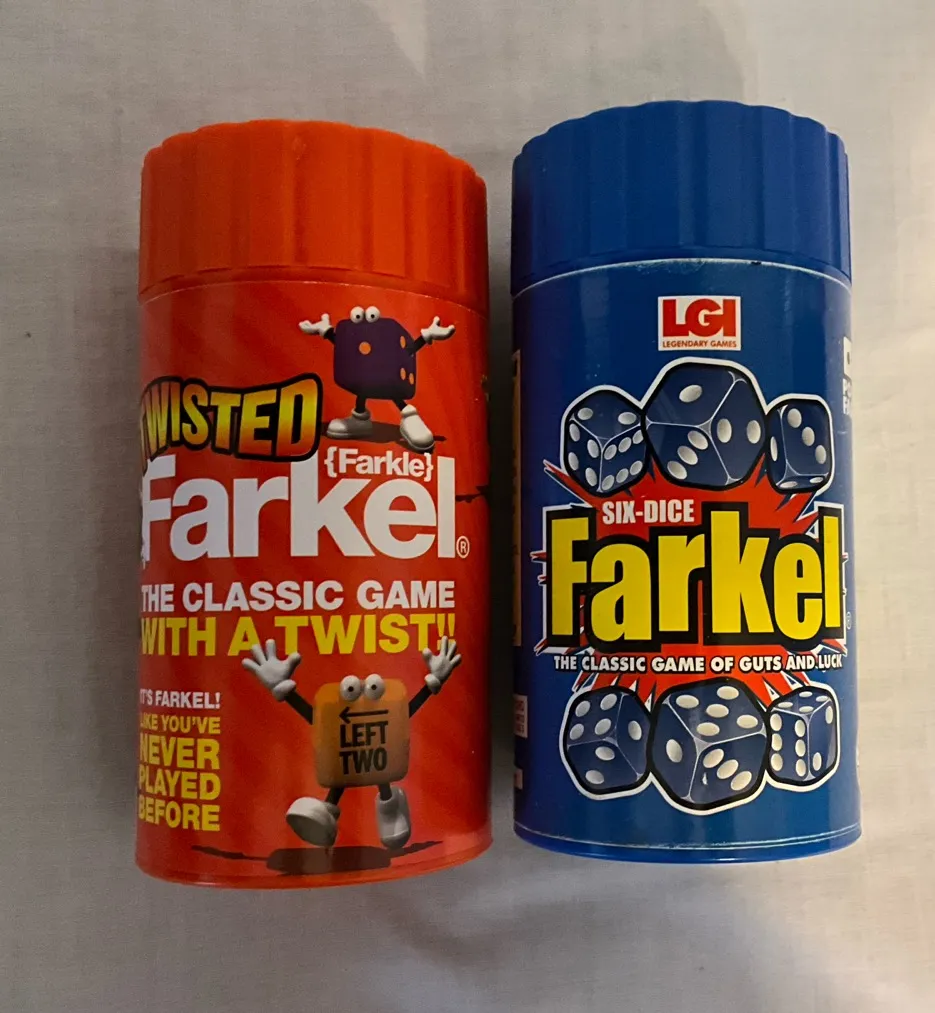 TWISTED
{Farkle}
Farkel®
THE CLASSIC GAME
WITH A TWIST!!
IT'S FARKEL!
LIKE YOU'VE
NEVER
PLAYED
BEFORE
←
LEFT
TWO
LGI
LEGENDARY GAMES
SIX-DICE
Farkel®
THE CLASSIC GAME OF GUTS AND LUCK